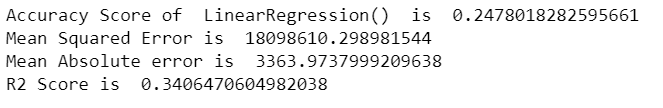 Accuracy Score of  LinearRegression()  is  0.2478018282595661
Mean Squared Error is  18098610.298981544
Mean Absolute error is  3363.9737999209638
R2 Score is  0.3406470604982038